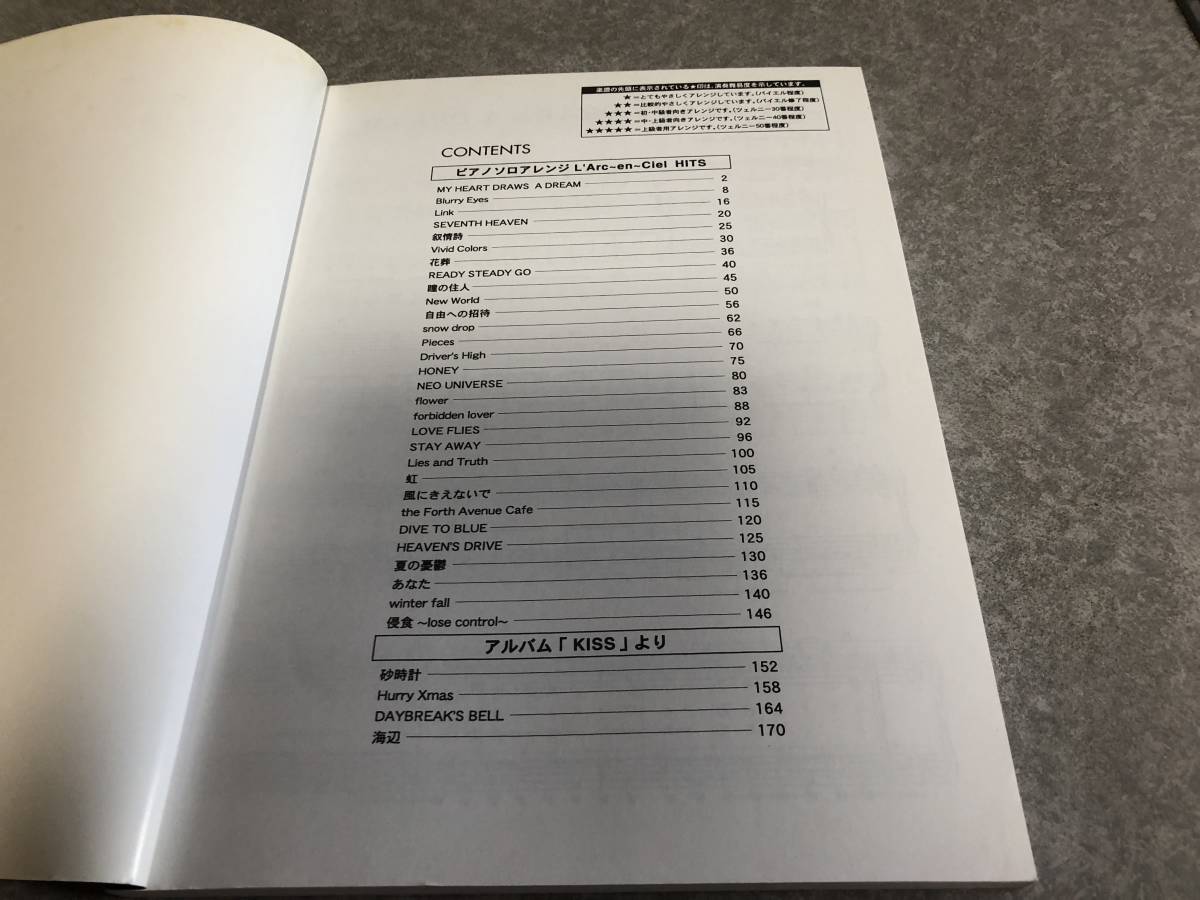 楽譜の先頭に表示されている★印は、演奏難易度を示しています。
★＝とてもやさしくアレンジしています。(バイエル程度)
★★＝比較的やさしくアレンジしています。(バイエル修了程度)
★★★＝初・中級者向きアレンジです。(ツェルニー30番程度)
★★★★＝中・上級者向きアレンジです。(ツェルニー40番程度)
★★★★★＝上級者用アレンジです。(ツェルニー50番程度)
CONTENTS
ピアノソロアレンジ L'Arc~en~Ciel HITS
MY HEART DRAWS A DREAM 2
Blurry Eyes 8
Link 16
SEVENTH HEAVEN 20
叙情詩 25
Vivid Colors 30
花葬 36
READY STEADY GO 40
瞳の住人 45
New World 50
自由への招待 56
snow drop 62
Pieces 66
Driver's High 70
HONEY 75
NEO UNIVERSE 80
flower 83
forbidden lover 88
LOVE FLIES 92
STAY AWAY 96
Lies and Truth 100
虹 105
風にきえないで 110
the Forth Avenue Cafe 115
DIVE TO BLUE 120
HEAVEN'S DRIVE 125
夏の憂鬱 130
あなた 136
winter fall 140
侵食 ~lose control~ 146
アルバム「KISS」より
砂時計 152
Hurry Xmas 158
DAYBREAK'S BELL 164
海辺 170